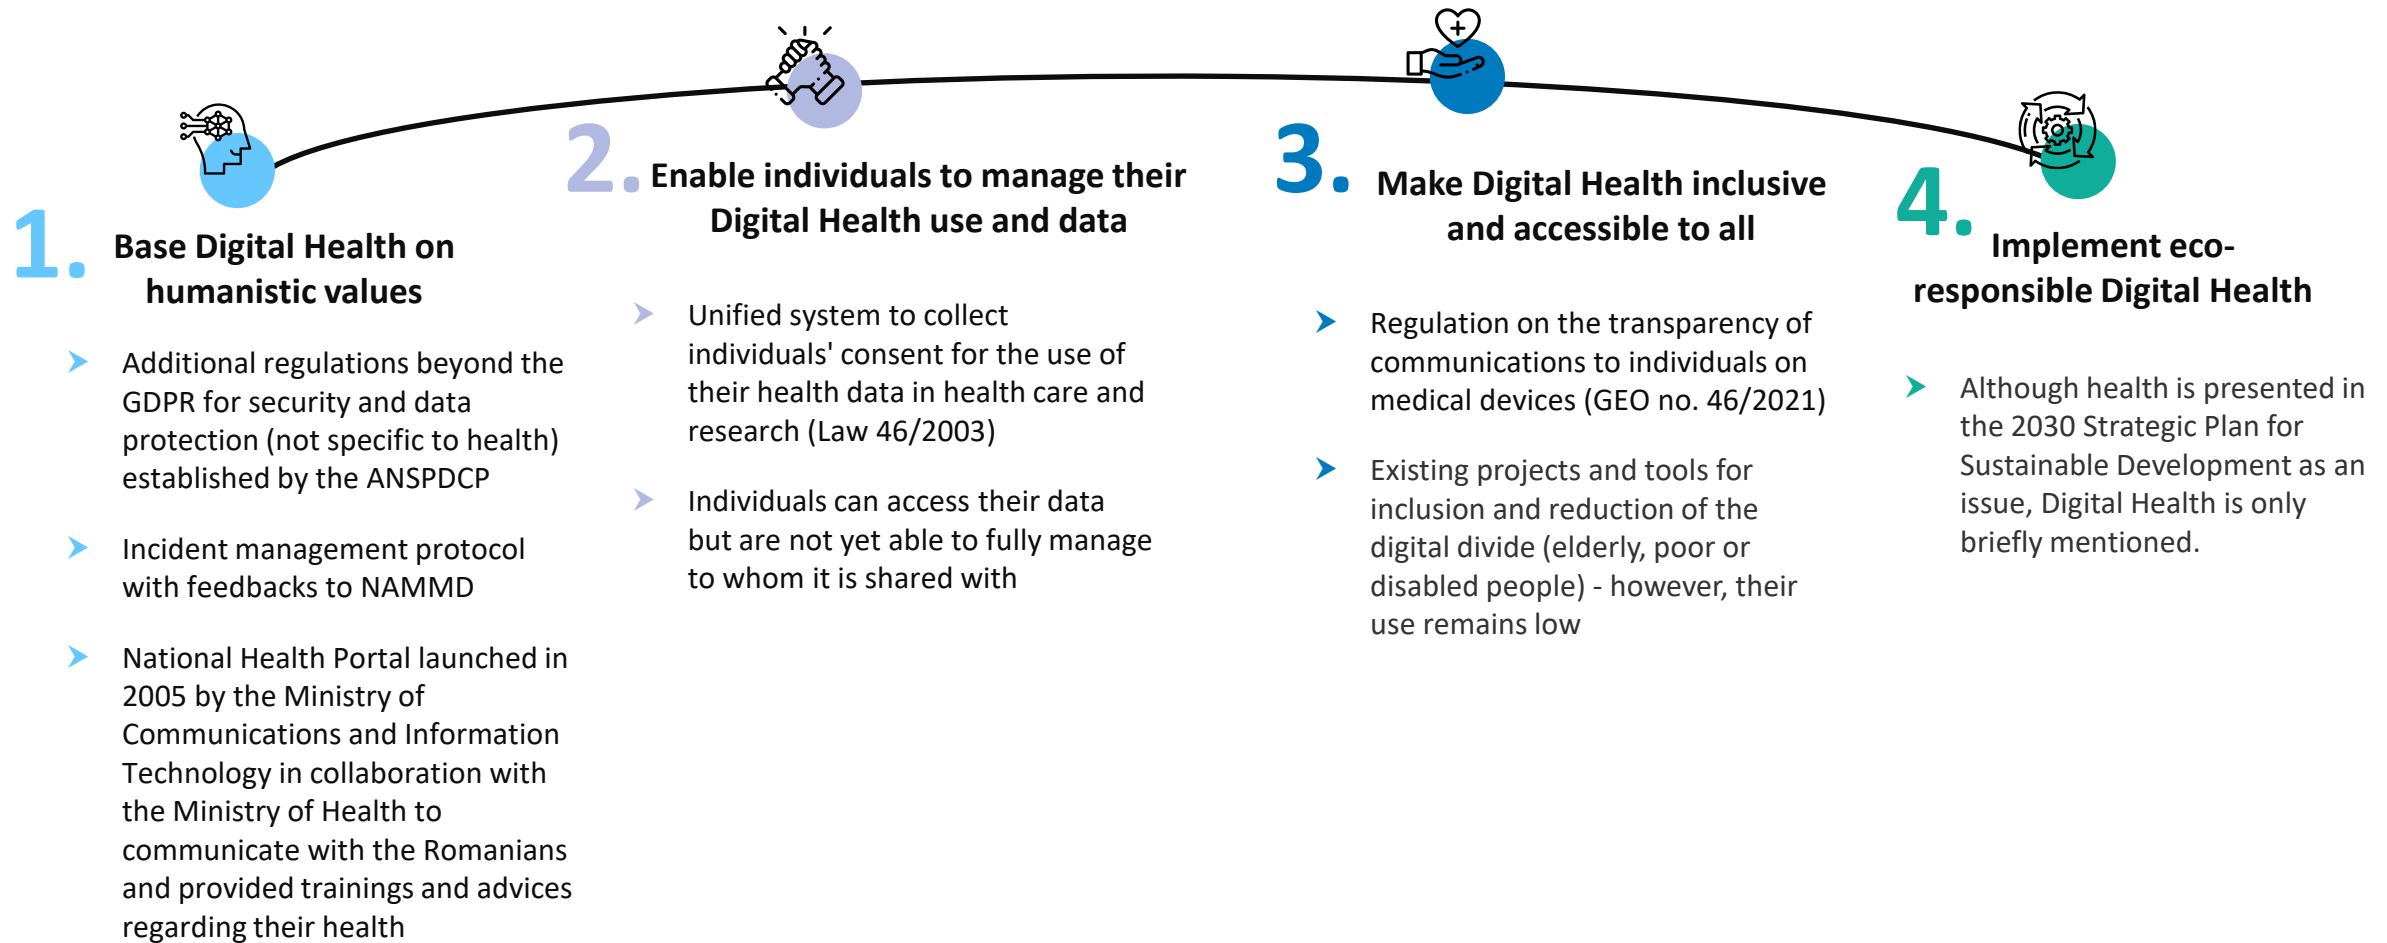 1.
Base Digital Health on
humanistic values
Additional regulations beyond the
GDPR for security and data
protection (not specific to health)
established by the ANSPDCP
Incident management protocol
with feedbacks to NAMMD
National Health Portal launched in
2005 by the Ministry of
Communications and Information
Technology in collaboration with
the Ministry of Health to
communicate with the Romanians
and provided trainings and advices
regarding their health
2.
Enable individuals to manage their
Digital Health use and data
Unified system to collect
individuals' consent for the use of
their health data in health care and
research (Law 46/2003)
Individuals can access their data
but are not yet able to fully manage
to whom it is shared with
3.
Make Digital Health inclusive
and accessible to all
Regulation on the transparency of
communications to individuals on
medical devices (GEO no. 46/2021)
Existing projects and tools for
inclusion and reduction of the
digital divide (elderly, poor or
disabled people) - however, their
use remains low
4.
Implement eco-
responsible Digital Health
Although health is presented in
the 2030 Strategic Plan for
Sustainable Development as an
issue, Digital Health is only
briefly mentioned.